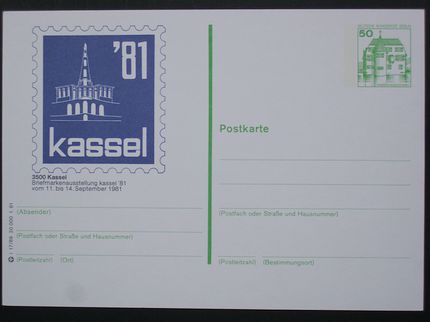 '81
kassel
3500 Kassel
Briefmarkenausstellung kassel '81
vom 11. bis 14. September 1981
(Absender)
(Postfach oder Straße und Hausnummer)
(Postleitzahl) (Ort)
50
DEUTSCHE BUNDESPOST BERLIN
Postkarte
(Postfach oder Straße und Hausnummer)
(Postleitzahl) (Bestimmungsort)